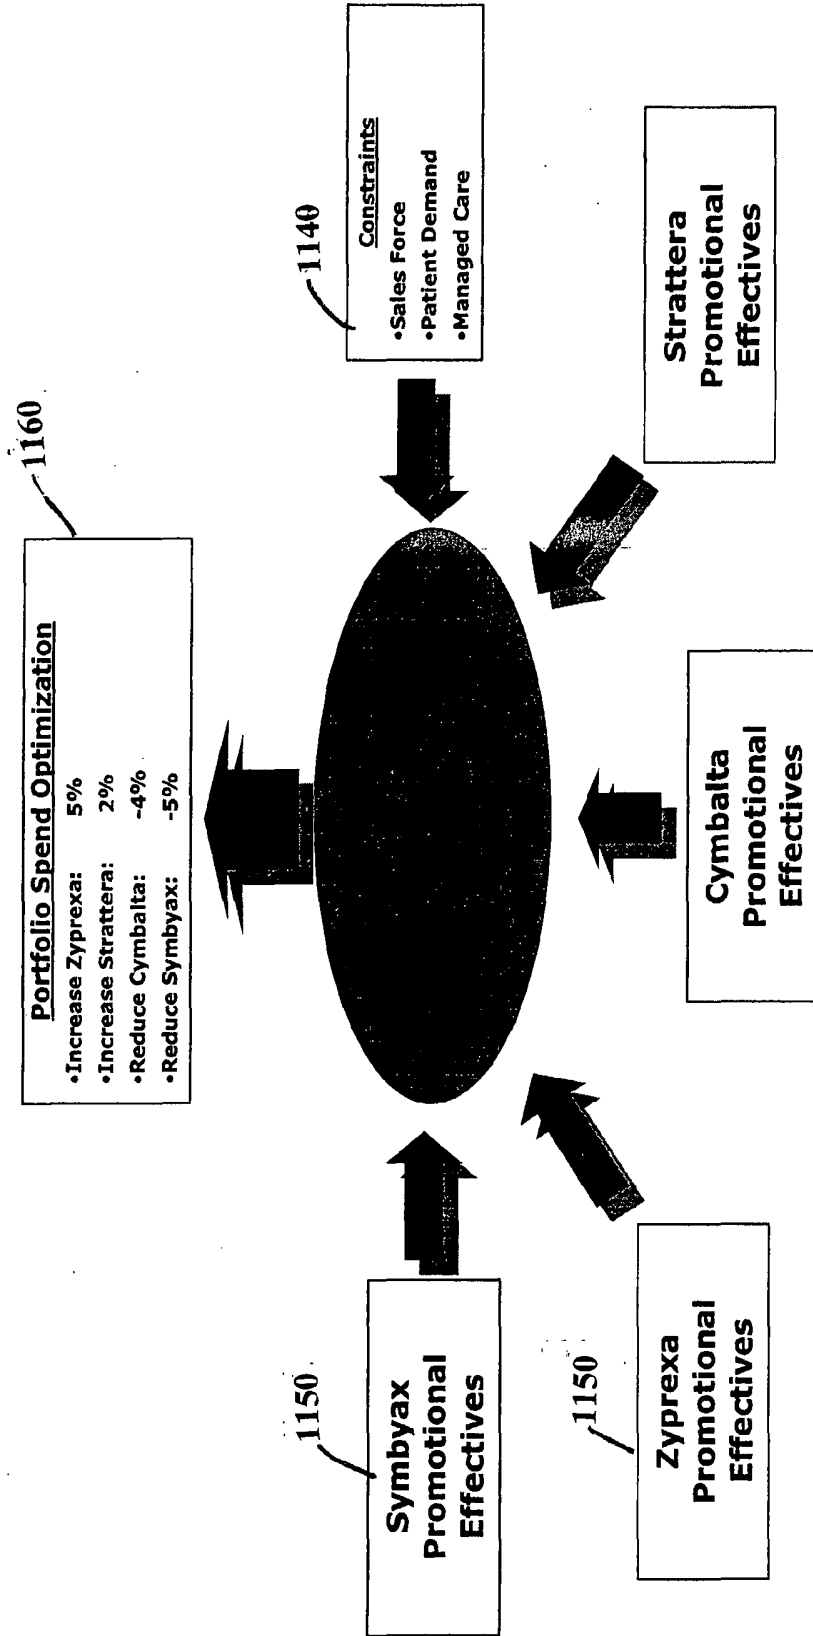 1160
Portfolio Spend Optimization
•Increase Zyprexa: 5%
•Increase Strattera: 2%
•Reduce Cymbalta: -4%
•Reduce Symbyax: -5%
1140
Constraints
•Sales Force
•Patient Demand
•Managed Care
1150
Symbyax
Promotional
Effectives
1150
Zyprexa
Promotional
Effectives
Cymbalta
Promotional
Effectives
Strattera
Promotional
Effectives